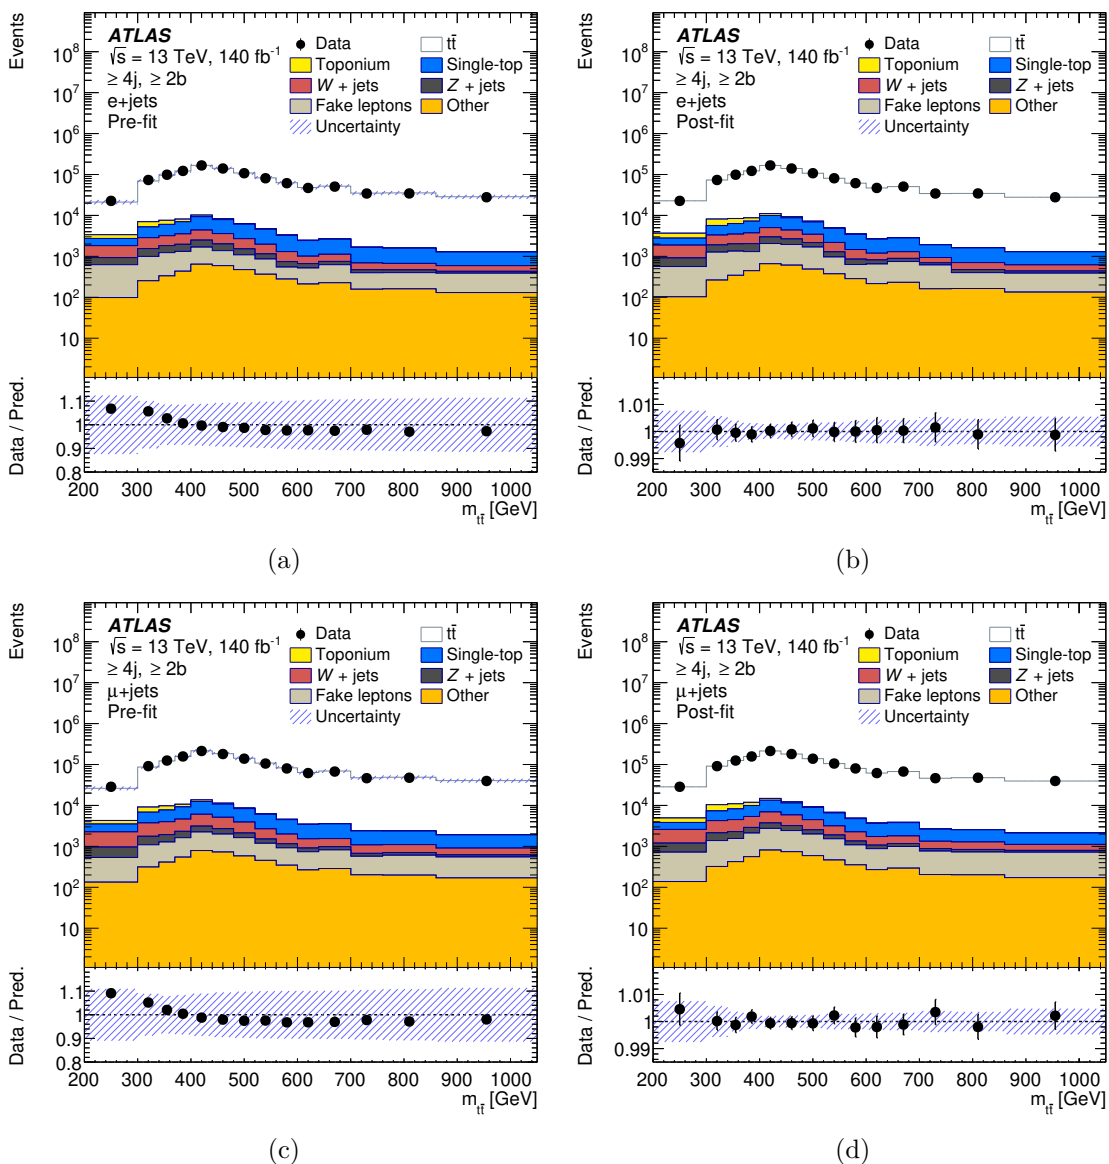 Events
ATLAS
√s = 13 TeV, 140 fb⁻¹
≥ 4j, ≥ 2b
e+jets
Pre-fit
Data
tt̄
Toponium
Single-top
W + jets
Z + jets
Fake leptons
Other
Uncertainty
10⁸
10⁷
10⁶
10⁵
10⁴
10³
10²
10
Data / Pred.
1.1
1
0.9
0.8
200 300 400 500 600 700 800 900 1000
m_tt̄ [GeV]
(a)
Events
ATLAS
√s = 13 TeV, 140 fb⁻¹
≥ 4j, ≥ 2b
e+jets
Post-fit
Data
tt̄
Toponium
Single-top
W + jets
Z + jets
Fake leptons
Other
Uncertainty
10⁸
10⁷
10⁶
10⁵
10⁴
10³
10²
10
Data / Pred.
1.01
1
0.99
200 300 400 500 600 700 800 900 1000
m_tt̄ [GeV]
(b)
Events
ATLAS
√s = 13 TeV, 140 fb⁻¹
≥ 4j, ≥ 2b
μ+jets
Pre-fit
Data
tt̄
Toponium
Single-top
W + jets
Z + jets
Fake leptons
Other
Uncertainty
10⁸
10⁷
10⁶
10⁵
10⁴
10³
10²
10
Data / Pred.
1.1
1
0.9
0.8
200 300 400 500 600 700 800 900 1000
m_tt̄ [GeV]
(c)
Events
ATLAS
√s = 13 TeV, 140 fb⁻¹
≥ 4j, ≥ 2b
μ+jets
Post-fit
Data
tt̄
Toponium
Single-top
W + jets
Z + jets
Fake leptons
Other
Uncertainty
10⁸
10⁷
10⁶
10⁵
10⁴
10³
10²
10
Data / Pred.
1.01
1
0.99
200 300 400 500 600 700 800 900 1000
m_tt̄ [GeV]
(d)